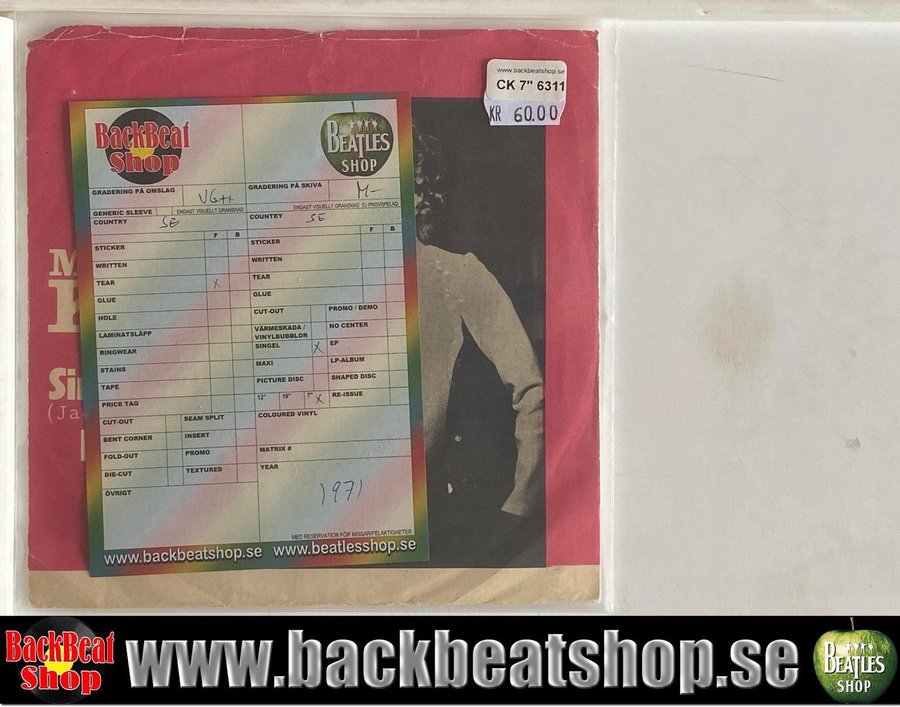 www.backbeatshop.se
CK 7" 6311
KR 60.00
BackBeat
Shop
BEATLES
SHOP
GRADERING PÅ OMSLAG
VG++
GRADERING PÅ SKIVA
M-
GENERIC SLEEVE
ENDAST VISUELLT GRANSKAD
ENDAST VISUELLT GRANSKAD EJ PROVSPELAD
COUNTRY SE
COUNTRY SE
F B
F B
STICKER
STICKER
WRITTEN
WRITTEN
TEAR X
TEAR
GLUE
GLUE
HOLE
CUT-OUT
PROMO / DEMO
LAMINATSLÄPP
VÄRMESKADA /
VINYLBUBBLOR
NO CENTER
RINGWEAR
SINGEL X
EP
STAINS
MAXI
LP-ALBUM
TAPE
PICTURE DISC
SHAPED DISC
PRICE TAG
12" 10" 7" X
RE-ISSUE
CUT-OUT
SEAM SPLIT
COLOURED VINYL
BENT CORNER
INSERT
FOLD-OUT
PROMO
MATRIX #
DIE-CUT
TEXTURED
YEAR
ÖVRIGT
1971
MED RESERVATION FÖR MISSAR/FELAKTIGHETER
www.backbeatshop.se www.beatlesshop.se
M
Si
(Ja
BackBeat
Shop
www.backbeatshop.se
BEATLES
SHOP